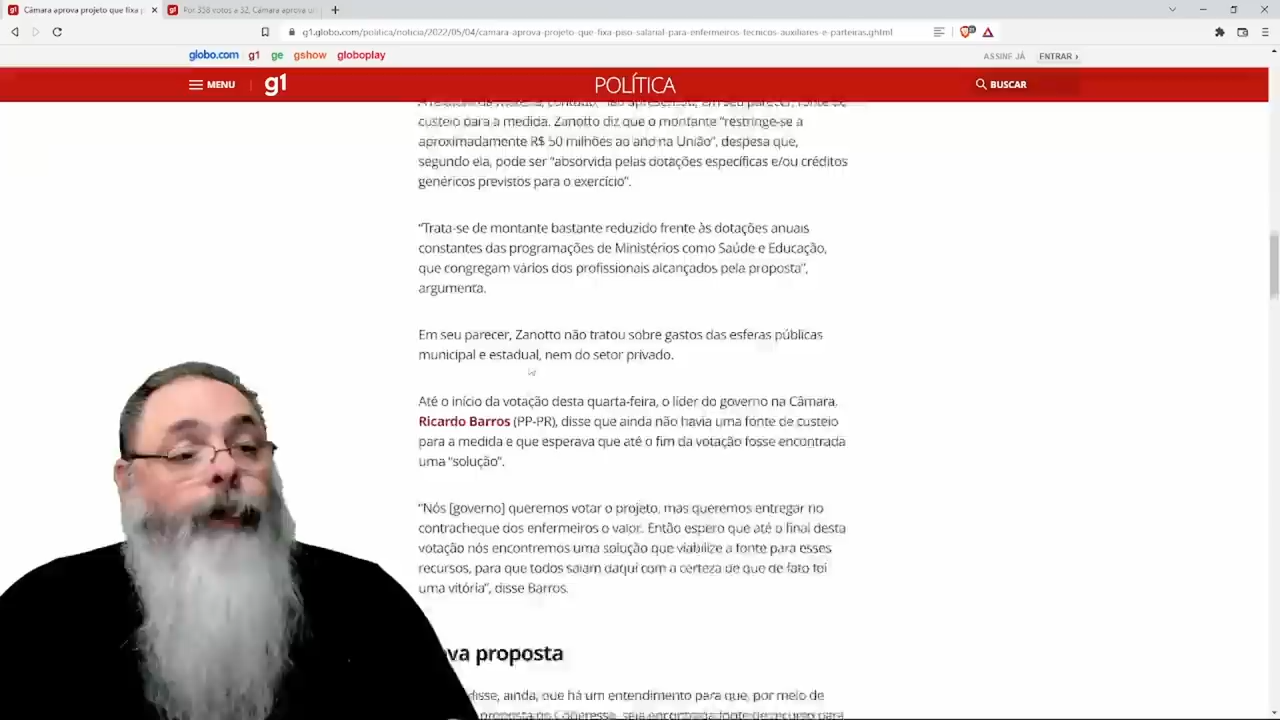 Câmara aprova projeto que fixa p
Por 358 votos a 32, Câmara aprova ur
g1.globo.com/politica/noticia/2022/05/04/camara-aprova-projeto-que-fixa-piso-salarial-para-enfermeiros-tecnicos-auxiliares-e-parteiras.ghtml
globo.com g1 ge gshow globoplay
ASSINE JÁ ENTRAR ›
MENU g1 POLÍTICA BUSCAR
custeio para a medida. Zanotto diz que o montante “restringe-se a
aproximadamente R$ 50 milhões ao ano na União”, despesa que,
segundo ela, pode ser “absorvida pelas dotações específicas e/ou créditos
genéricos previstos para o exercício”.
“Trata-se de montante bastante reduzido frente às dotações anuais
constantes das programações de Ministérios como Saúde e Educação,
que congregam vários dos profissionais alcançados pela proposta”,
argumenta.
Em seu parecer, Zanotto não tratou sobre gastos das esferas públicas
municipal e estadual, nem do setor privado.
Até o início da votação desta quarta-feira, o líder do governo na Câmara,
Ricardo Barros (PP-PR), disse que ainda não havia uma fonte de custeio
para a medida e que esperava que até o fim da votação fosse encontrada
uma “solução”.
“Nós [governo] queremos votar o projeto, mas queremos entregar no
contracheque dos enfermeiros o valor. Então espero que até o final desta
votação nós encontremos uma solução que viabilize a fonte para esses
recursos, para que todos saiam daqui com a certeza de que de fato foi
uma vitória”, disse Barros.
va proposta
disse, ainda, que há um entendimento para que, por meio de